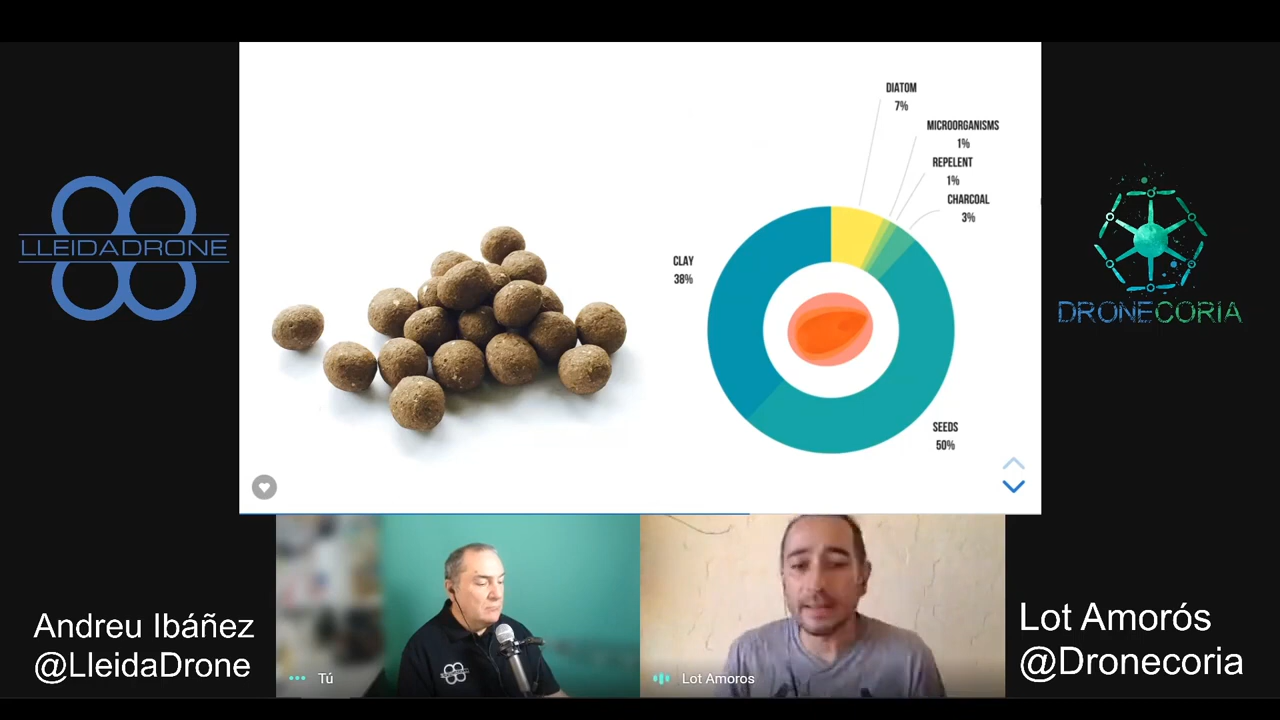 DIATOM
7%
MICROORGANISMS
1%
REPELENT
1%
CHARCOAL
3%
CLAY
38%
SEEDS
50%
LLEIDADRONE
DRONECORIA
Andreu Ibáñez
@LleidaDrone
Tú
Lot Amoros
Lot Amorós
@Dronecoria